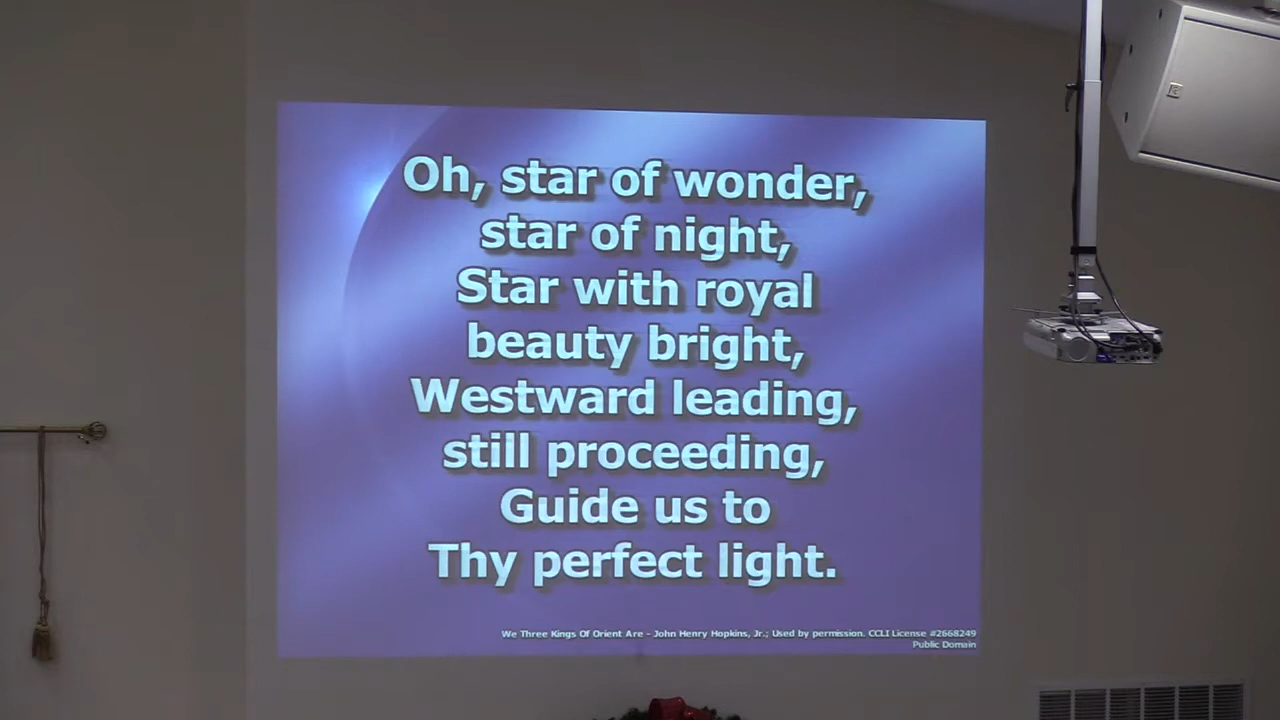 Oh, star of wonder,
star of night,
Star with royal
beauty bright,
Westward leading,
still proceeding,
Guide us to
Thy perfect light.
We Three Kings Of Orient Are - John Henry Hopkins, Jr.; Used by permission. CCLI License #2668249
Public Domain